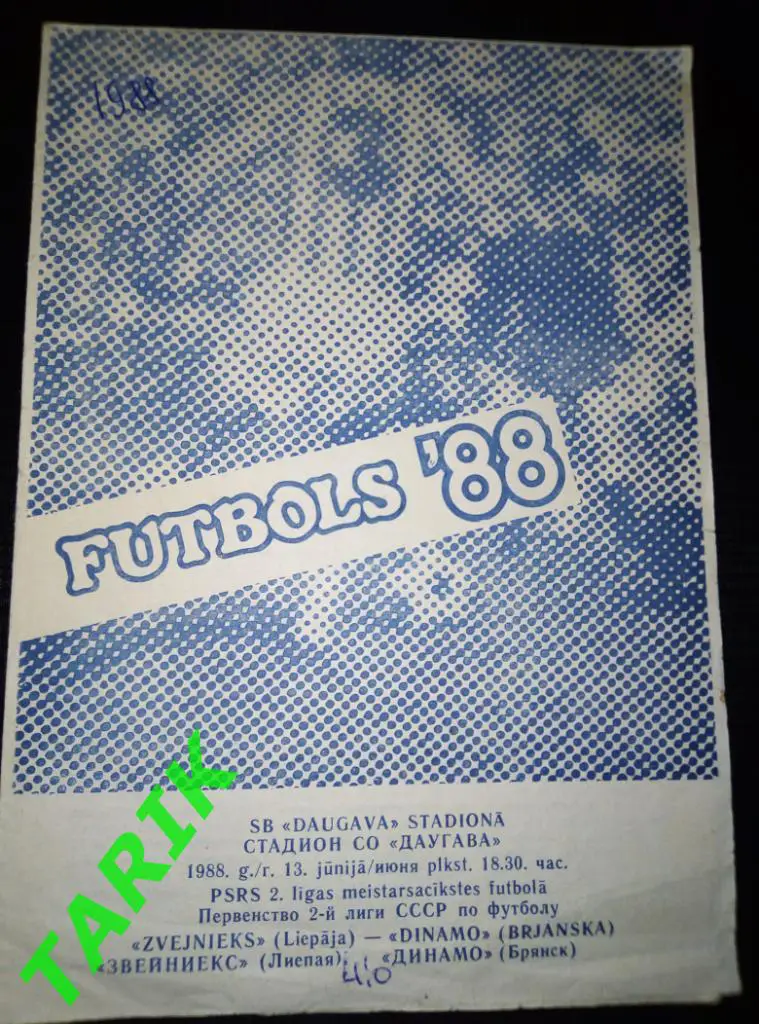 1988
FUTBOLS '88
SB «DAUGAVA» STADIONĀ
СТАДИОН СО «ДАУГАВА»
1988. g./г. 13. jūnijā/июня plkst. 18.30. час.
PSRS 2. līgas meistarsacīkstes futbolā
Первенство 2-й лиги СССР по футболу
«ZVEJNIEKS» (Liepāja) — «DINAMO» (BRJANSKA)
«ЗВЕЙНИЕКС» (Лиепая) — «ДИНАМО» (Брянск)
4:0
TARIK